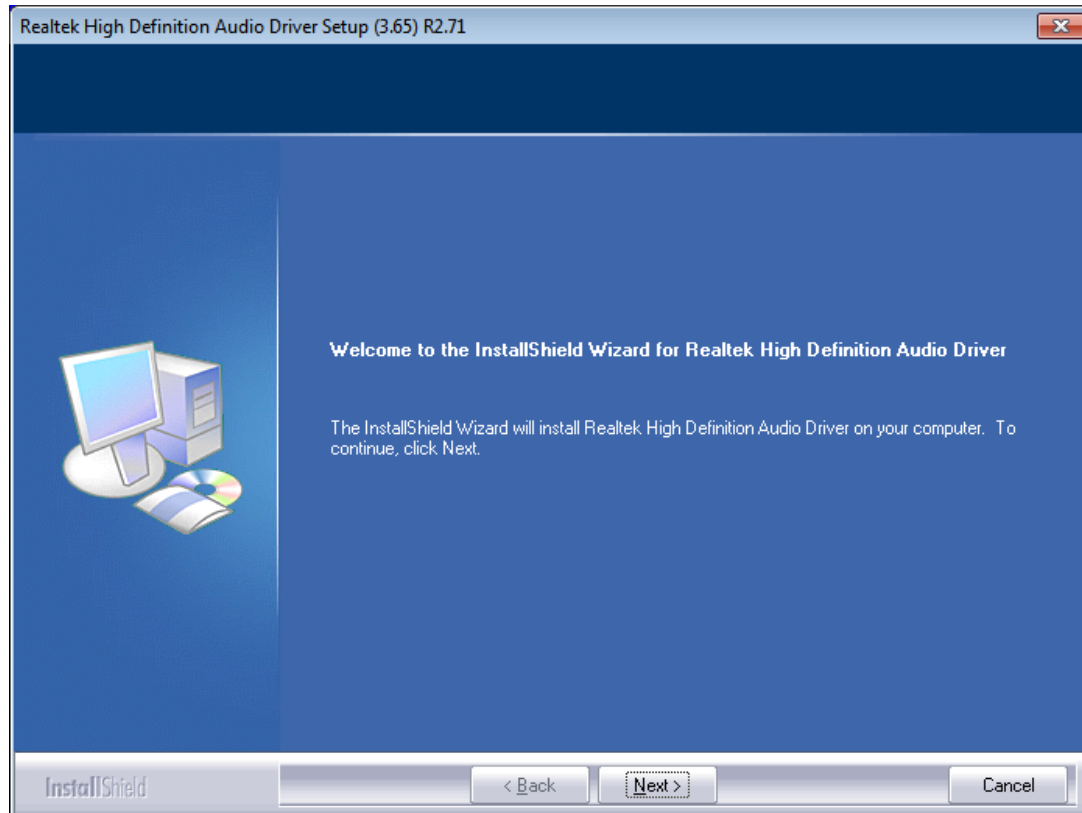 Realtek High Definition Audio Driver Setup (3.65) R2.71
Welcome to the InstallShield Wizard for Realtek High Definition Audio Driver
The InstallShield Wizard will install Realtek High Definition Audio Driver on your computer.  To
continue, click Next.
InstallShield
< Back
Next >
Cancel